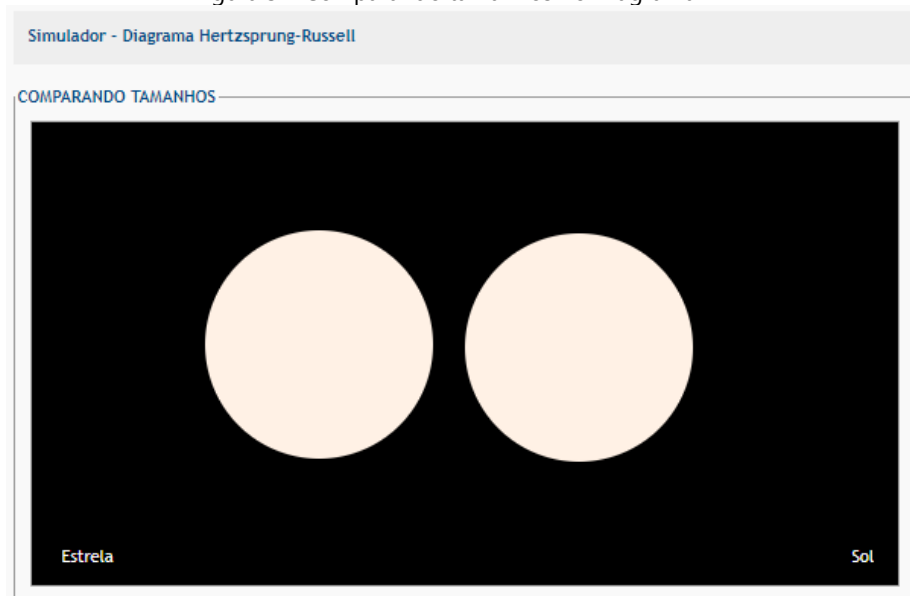 Simulador - Diagrama Hertzsprung-Russell
COMPARANDO TAMANHOS
Estrela
Sol